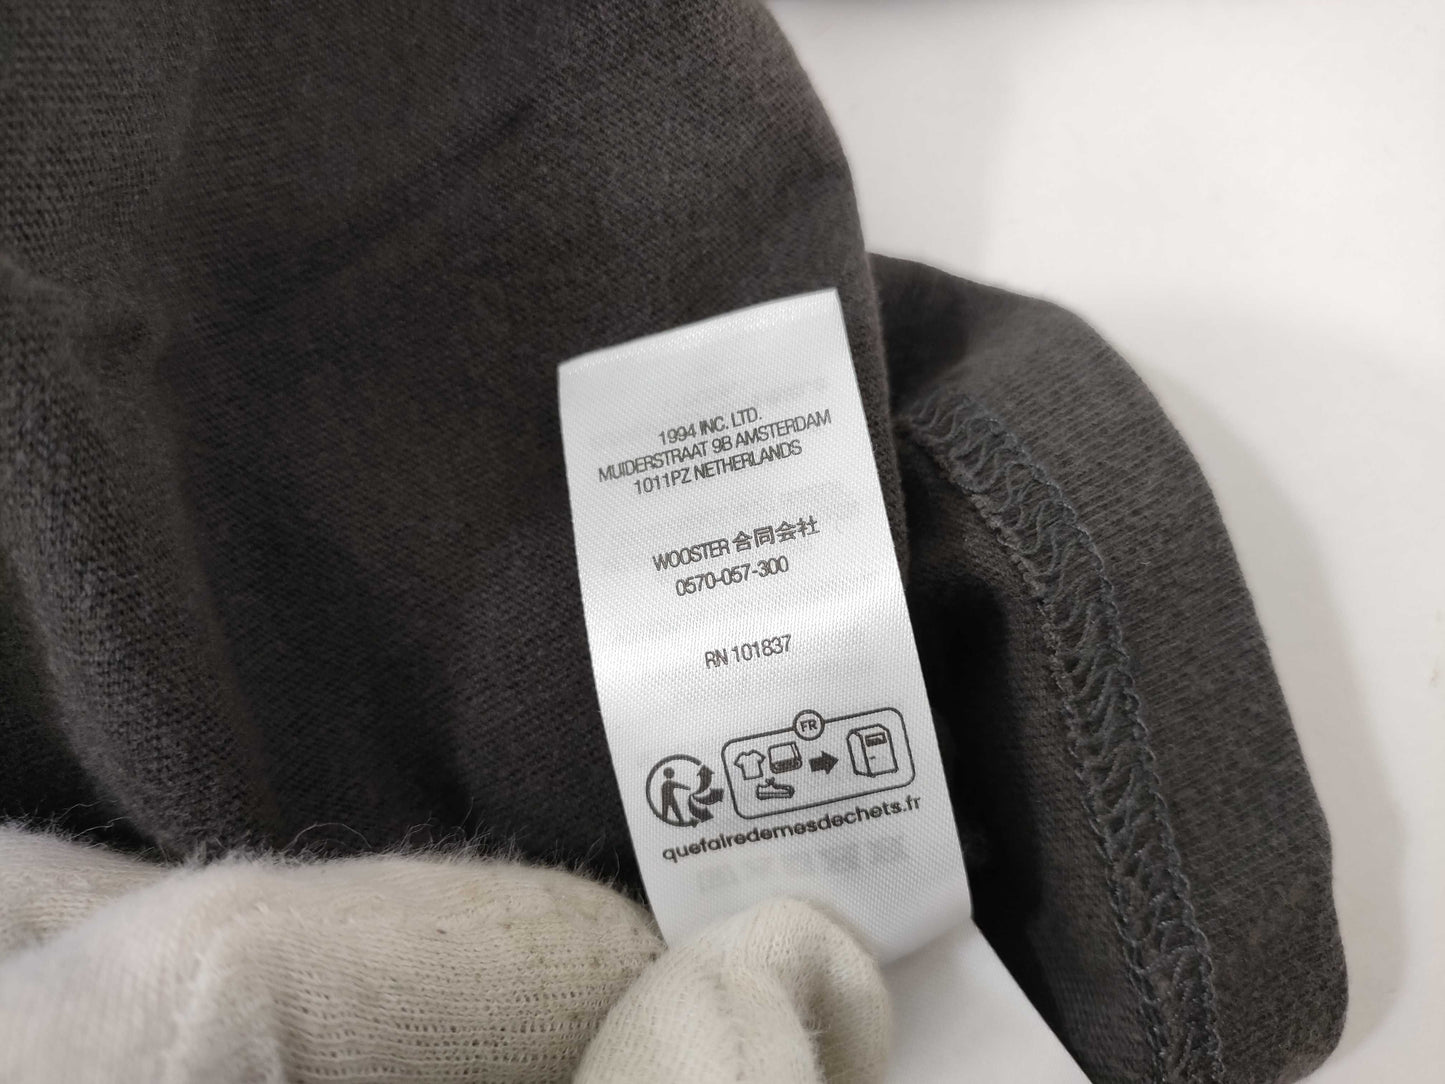 1994 INC. LTD.
MUIDERSTRAAT 9B AMSTERDAM
1011PZ NETHERLANDS
WOOSTER 合同会社
0570-057-300
RN 101837
FR
quefairedemesdechets.fr